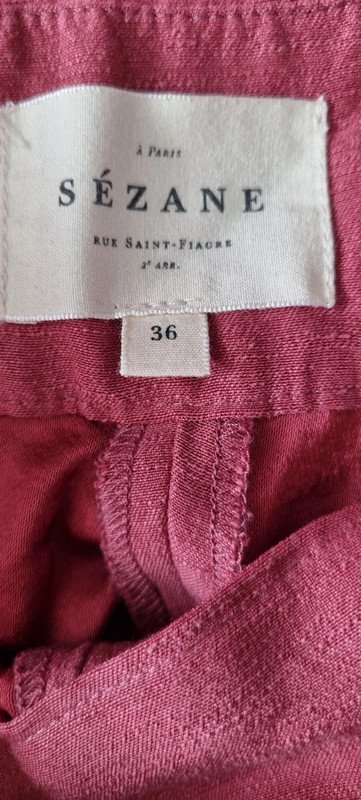 À PARIS
SÉZANE
RUE SAINT-FIACRE
2ᵉ ARR.
36